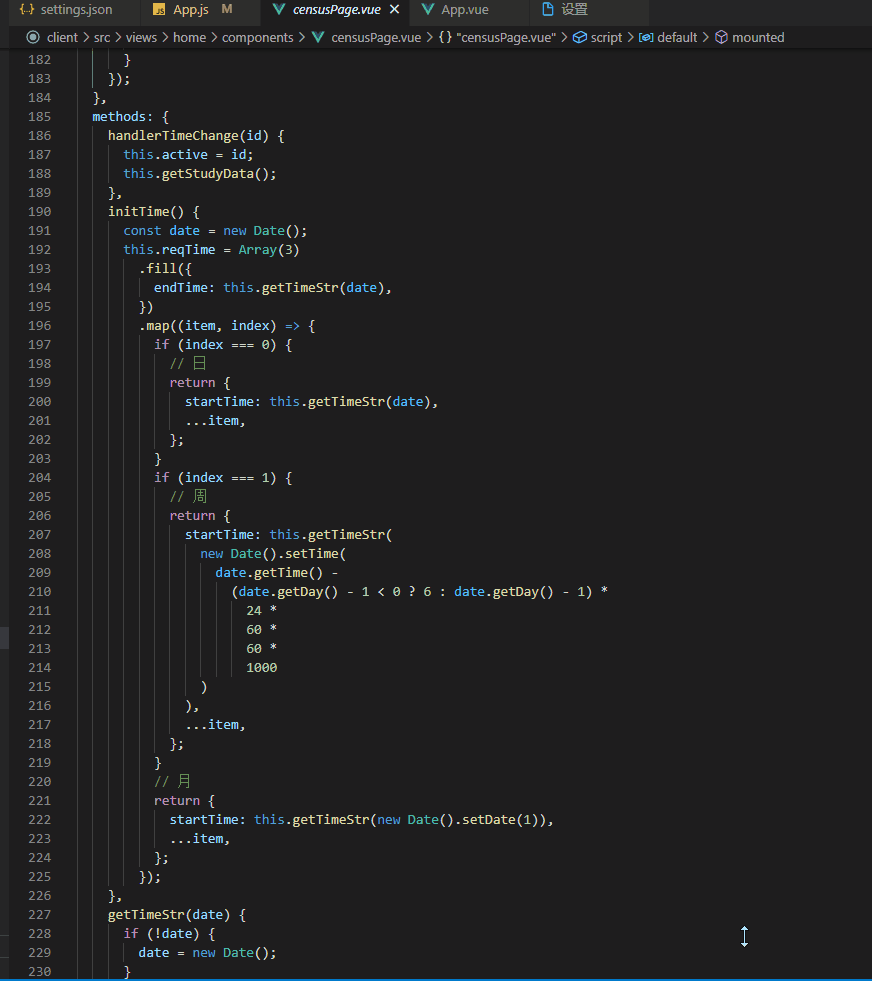 {..} settings.json
JS App.js M
censusPage.vue ×
App.vue
设置
client > src > views > home > components > censusPage.vue > {} "censusPage.vue" > script > default > mounted
182 }
183 });
184 },
185 methods: {
186 handlerTimeChange(id) {
187 this.active = id;
188 this.getStudyData();
189 },
190 initTime() {
191 const date = new Date();
192 this.reqTime = Array(3)
193 .fill({
194 endTime: this.getTimeStr(date),
195 })
196 .map((item, index) => {
197 if (index === 0) {
198 // 日
199 return {
200 startTime: this.getTimeStr(date),
201 ...item,
202 };
203 }
204 if (index === 1) {
205 // 周
206 return {
207 startTime: this.getTimeStr(
208 new Date().setTime(
209 date.getTime() -
210 (date.getDay() - 1 < 0 ? 6 : date.getDay() - 1) *
211 24 *
212 60 *
213 60 *
214 1000
215 )
216 ),
217 ...item,
218 };
219 }
220 // 月
221 return {
222 startTime: this.getTimeStr(new Date().setDate(1)),
223 ...item,
224 };
225 });
226 },
227 getTimeStr(date) {
228 if (!date) {
229 date = new Date();
230 }